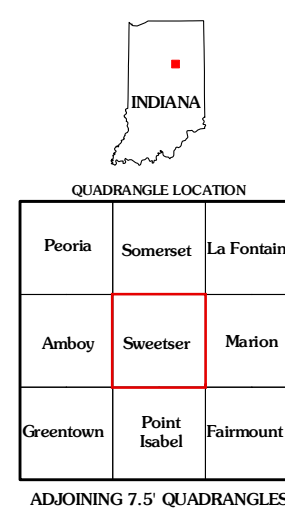 INDIANA
QUADRANGLE LOCATION
Peoria Somerset La Fontain
Amboy Sweetser Marion
Greentown Point Isabel Fairmount
ADJOINING 7.5' QUADRANGLES